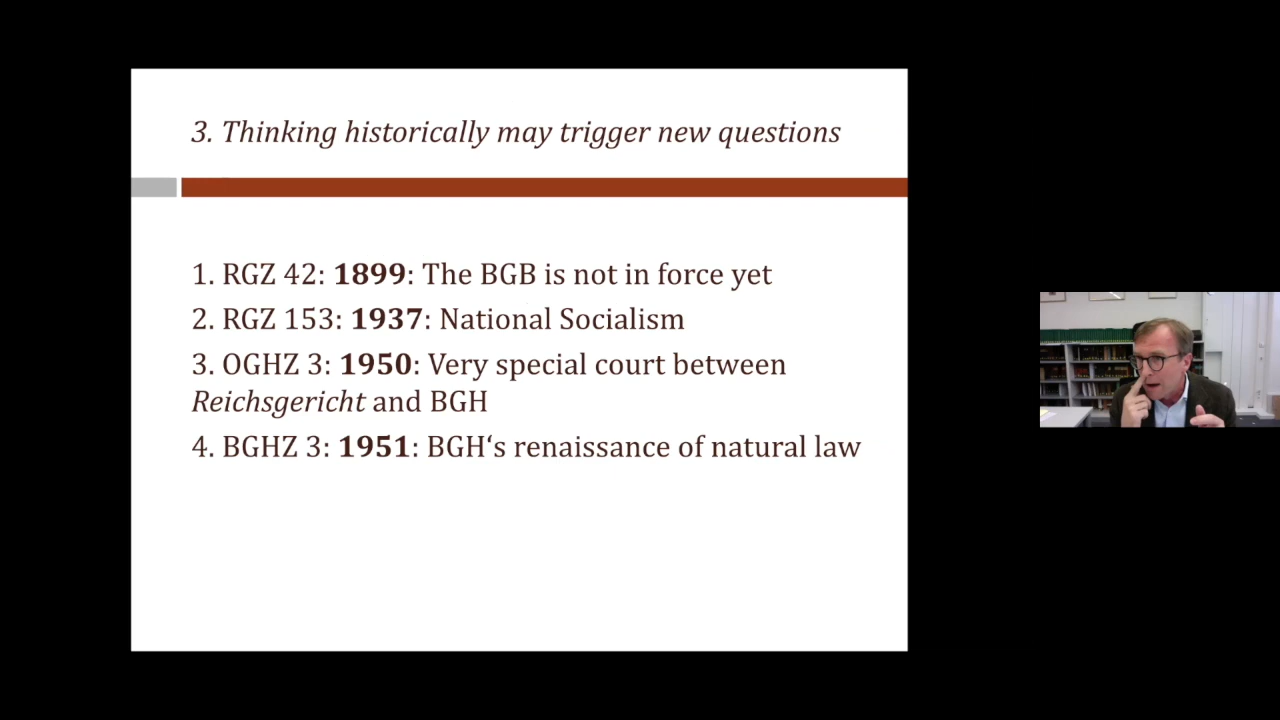 3. Thinking historically may trigger new questions
1. RGZ 42: 1899: The BGB is not in force yet
2. RGZ 153: 1937: National Socialism
3. OGHZ 3: 1950: Very special court between
Reichsgericht and BGH
4. BGHZ 3: 1951: BGH‘s renaissance of natural law